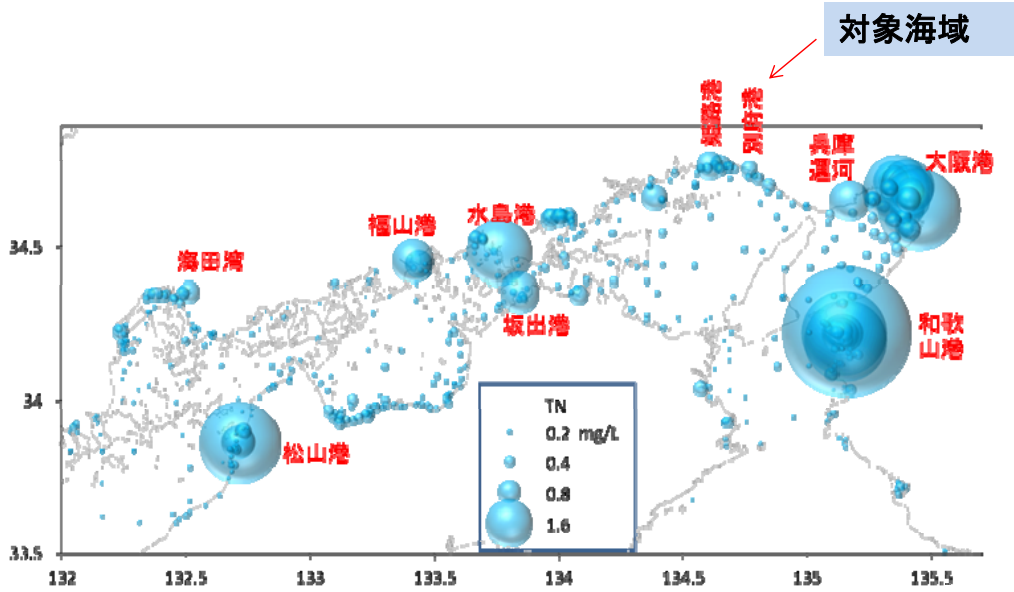 対象海域
姫路港
別府港
兵庫
運河
大阪港
水島港
福山港
海田湾
坂出港
和歌
山港
松山港
34.5
34
33.5
TN
0.2 mg/L
0.4
0.8
1.6
132
132.5
133
133.5
134
134.5
135
135.5